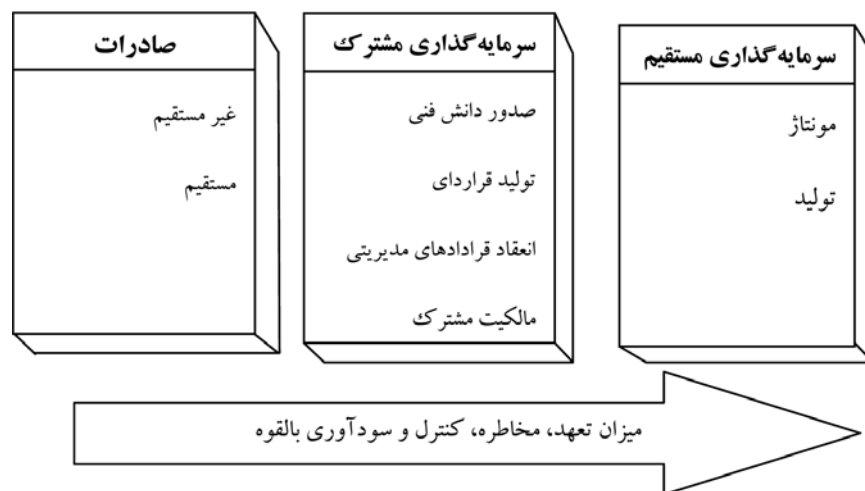 صادرات
غیر مستقیم
مستقیم
سرمایه‌گذاری مشترک
صدور دانش فنی
تولید قراردای
انعقاد قرادادهای مدیریتی
مالکیت مشترک
سرمایه‌گذاری مستقیم
مونتاژ
تولید
میزان تعهد، مخاطره، کنترل و سودآوری بالقوه